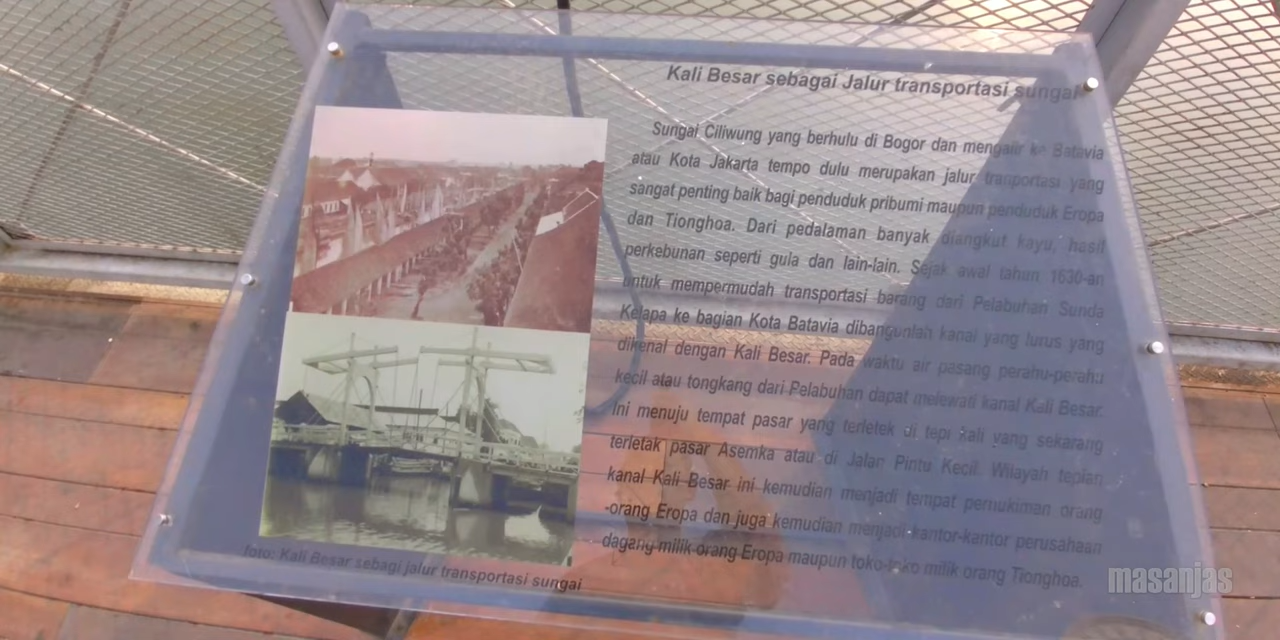 Kali Besar sebagai Jalur transportasi sungai
Sungai Ciliwung yang berhulu di Bogor dan mengalir ke Batavia
atau Kota Jakarta tempo dulu merupakan jalur tranportasi yang
sangat penting baik bagi penduduk pribumi maupun penduduk Eropa
dan Tionghoa. Dari pedalaman banyak diangkut kayu, hasil
perkebunan seperti gula dan lain-lain. Sejak awal tahun 1630-an
untuk mempermudah transportasi barang dari Pelabuhan Sunda
Kelapa ke bagian Kota Batavia dibangunlah kanal yang lurus yang
dikenal dengan Kali Besar. Pada waktu air pasang perahu-perahu
kecil atau tongkang dari Pelabuhan dapat melewati kanal Kali Besar
ini menuju tempat pasar yang terletek di tepi kali yang sekarang
terletak pasar Asemka atau di Jalan Pintu Kecil. Wilayah tepian
kanal Kali Besar ini kemudian menjadi tempat pemukiman orang
-orang Eropa dan juga kemudian menjadi-kantor-kantor perusahaan
dagang milik orang Eropa maupun toko-toko milik orang Tionghoa.
foto: Kali Besar sebagi jalur transportasi sungai
masanjas